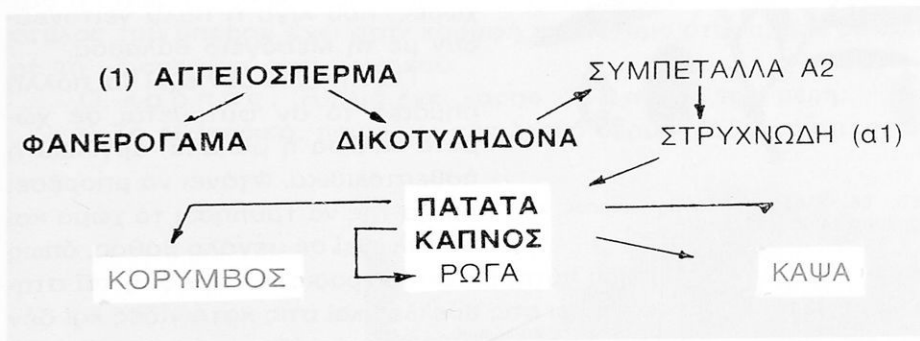 (1) ΑΓΓΕΙΟΣΠΕΡΜΑ
ΣΥΜΠΕΤΑΛΛΑ Α2
ΦΑΝΕΡΟΓΑΜΑ
ΔΙΚΟΤΥΛΗΔΟΝΑ
ΣΤΡΥΧΝΩΔΗ (α1)
ΠΑΤΑΤΑ
ΚΑΠΝΟΣ
ΚΟΡΥΜΒΟΣ
ΡΩΓΑ
ΚΑΨΑ